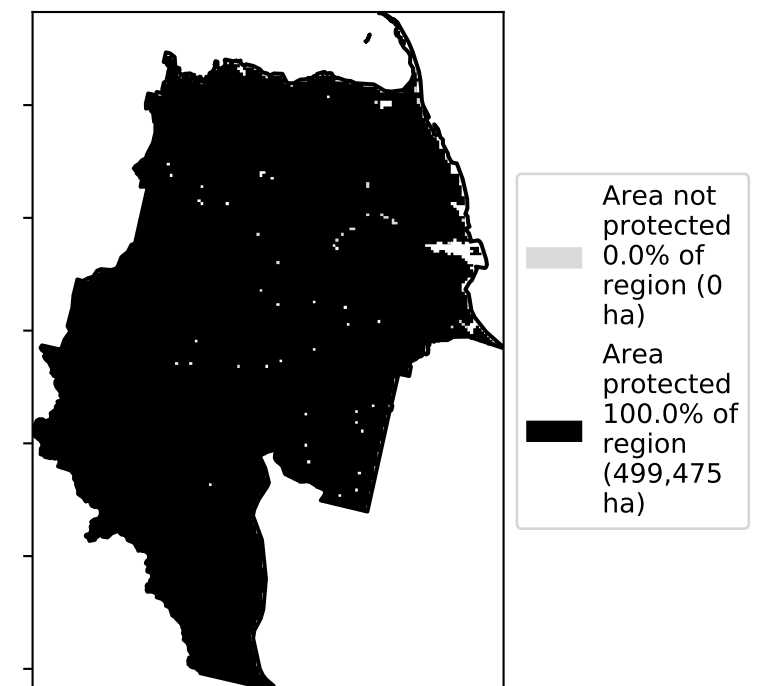 Area not
protected
0.0% of
region (0
ha)
Area
protected
100.0% of
region
(499,475
ha)